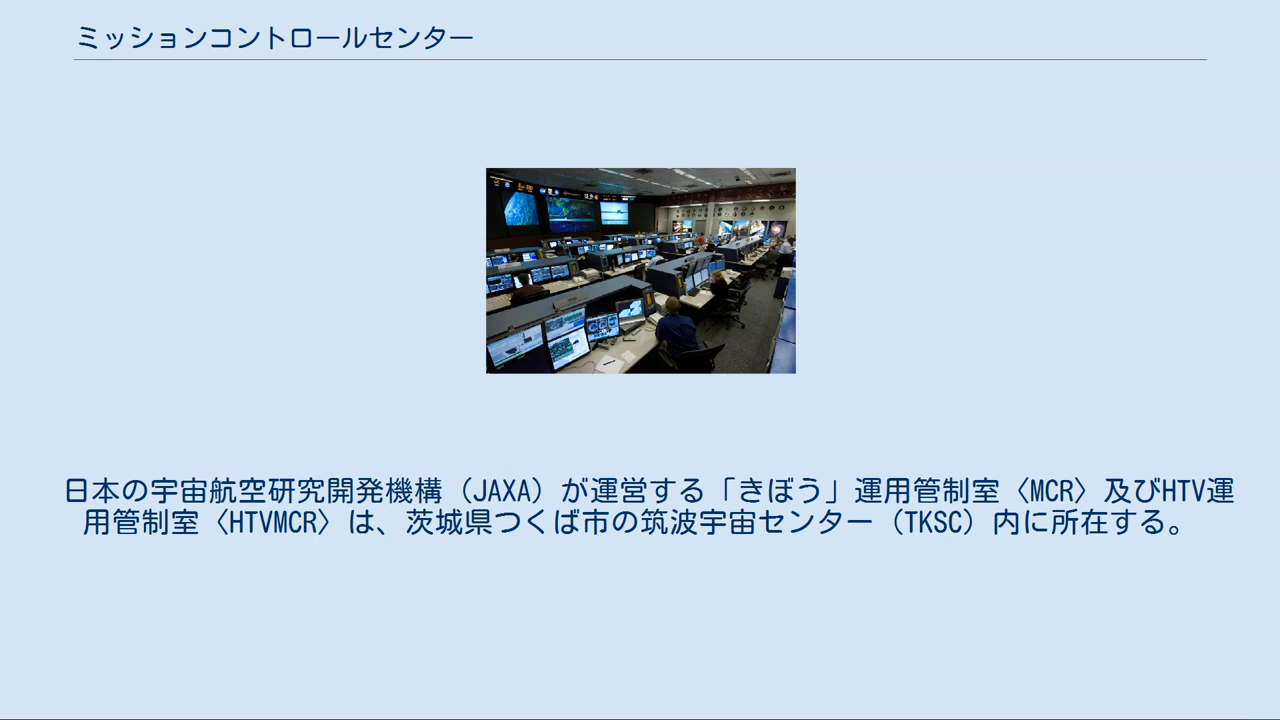 ミッションコントロールセンター
日本の宇宙航空研究開発機構（JAXA）が運営する「きぼう」運用管制室〈MCR〉及びHTV運
用管制室〈HTVMCR〉は、茨城県つくば市の筑波宇宙センター（TKSC）内に所在する。